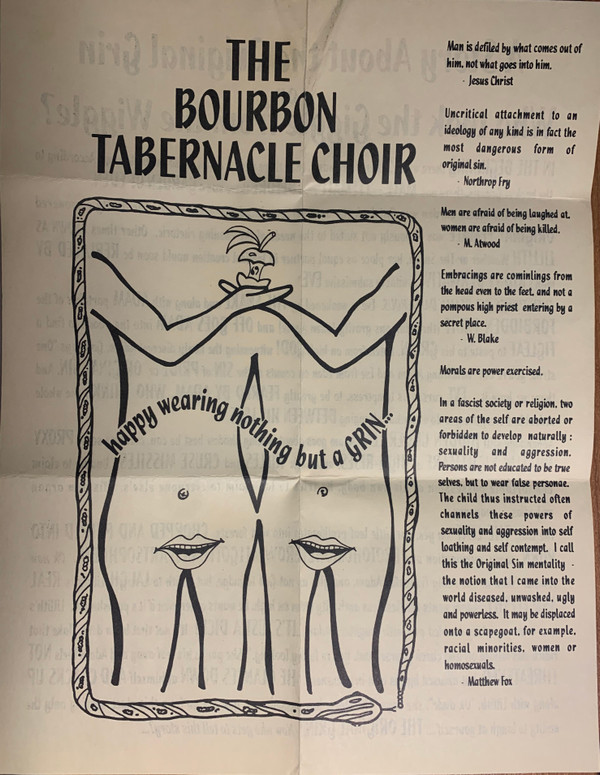 THE
BOURBON
TABERNACLE CHOIR
happy wearing nothing but a GRIN...
Man is defiled by what comes out of
him, not what goes into him.
- Jesus Christ
Uncritical attachment to an
ideology of any kind is in fact the
most dangerous form of
original sin.
- Northrop Fry
Men are afraid of being laughed at,
women are afraid of being killed.
- M. Atwood
Embracings are cominlings from
the head even to the feet, and not a
pompous high priest entering by a
secret place.
- W. Blake
Morals are power exercised.
In a fascist society or religion, two
areas of the self are aborted or
forbidden to develop naturally :
sexuality and aggression.
Persons are not educated to be true
selves, but to wear false personae.
The child thus instructed often
channels these powers of
sexuality and aggression into self
loathing and self contempt. I call
this the Original Sin mentality -
the notion that I came into the
world diseased, unwashed, ugly
and powerless. It may be displaced
onto a scapegoat, for example,
racial minorities, women or
homosexuals.
- Matthew Fox